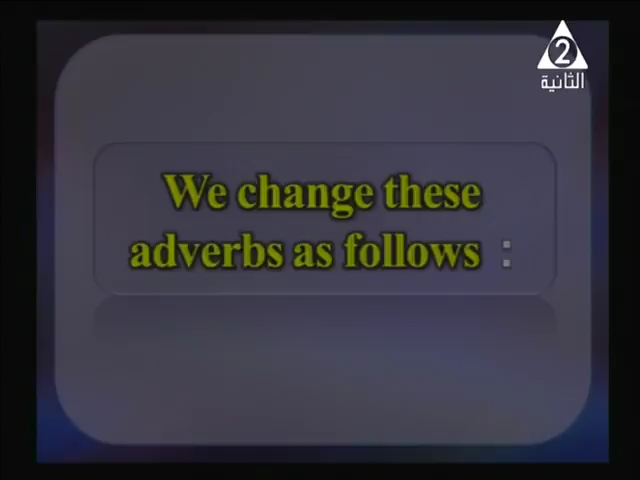 2
الثانية
We change these
adverbs as follows :